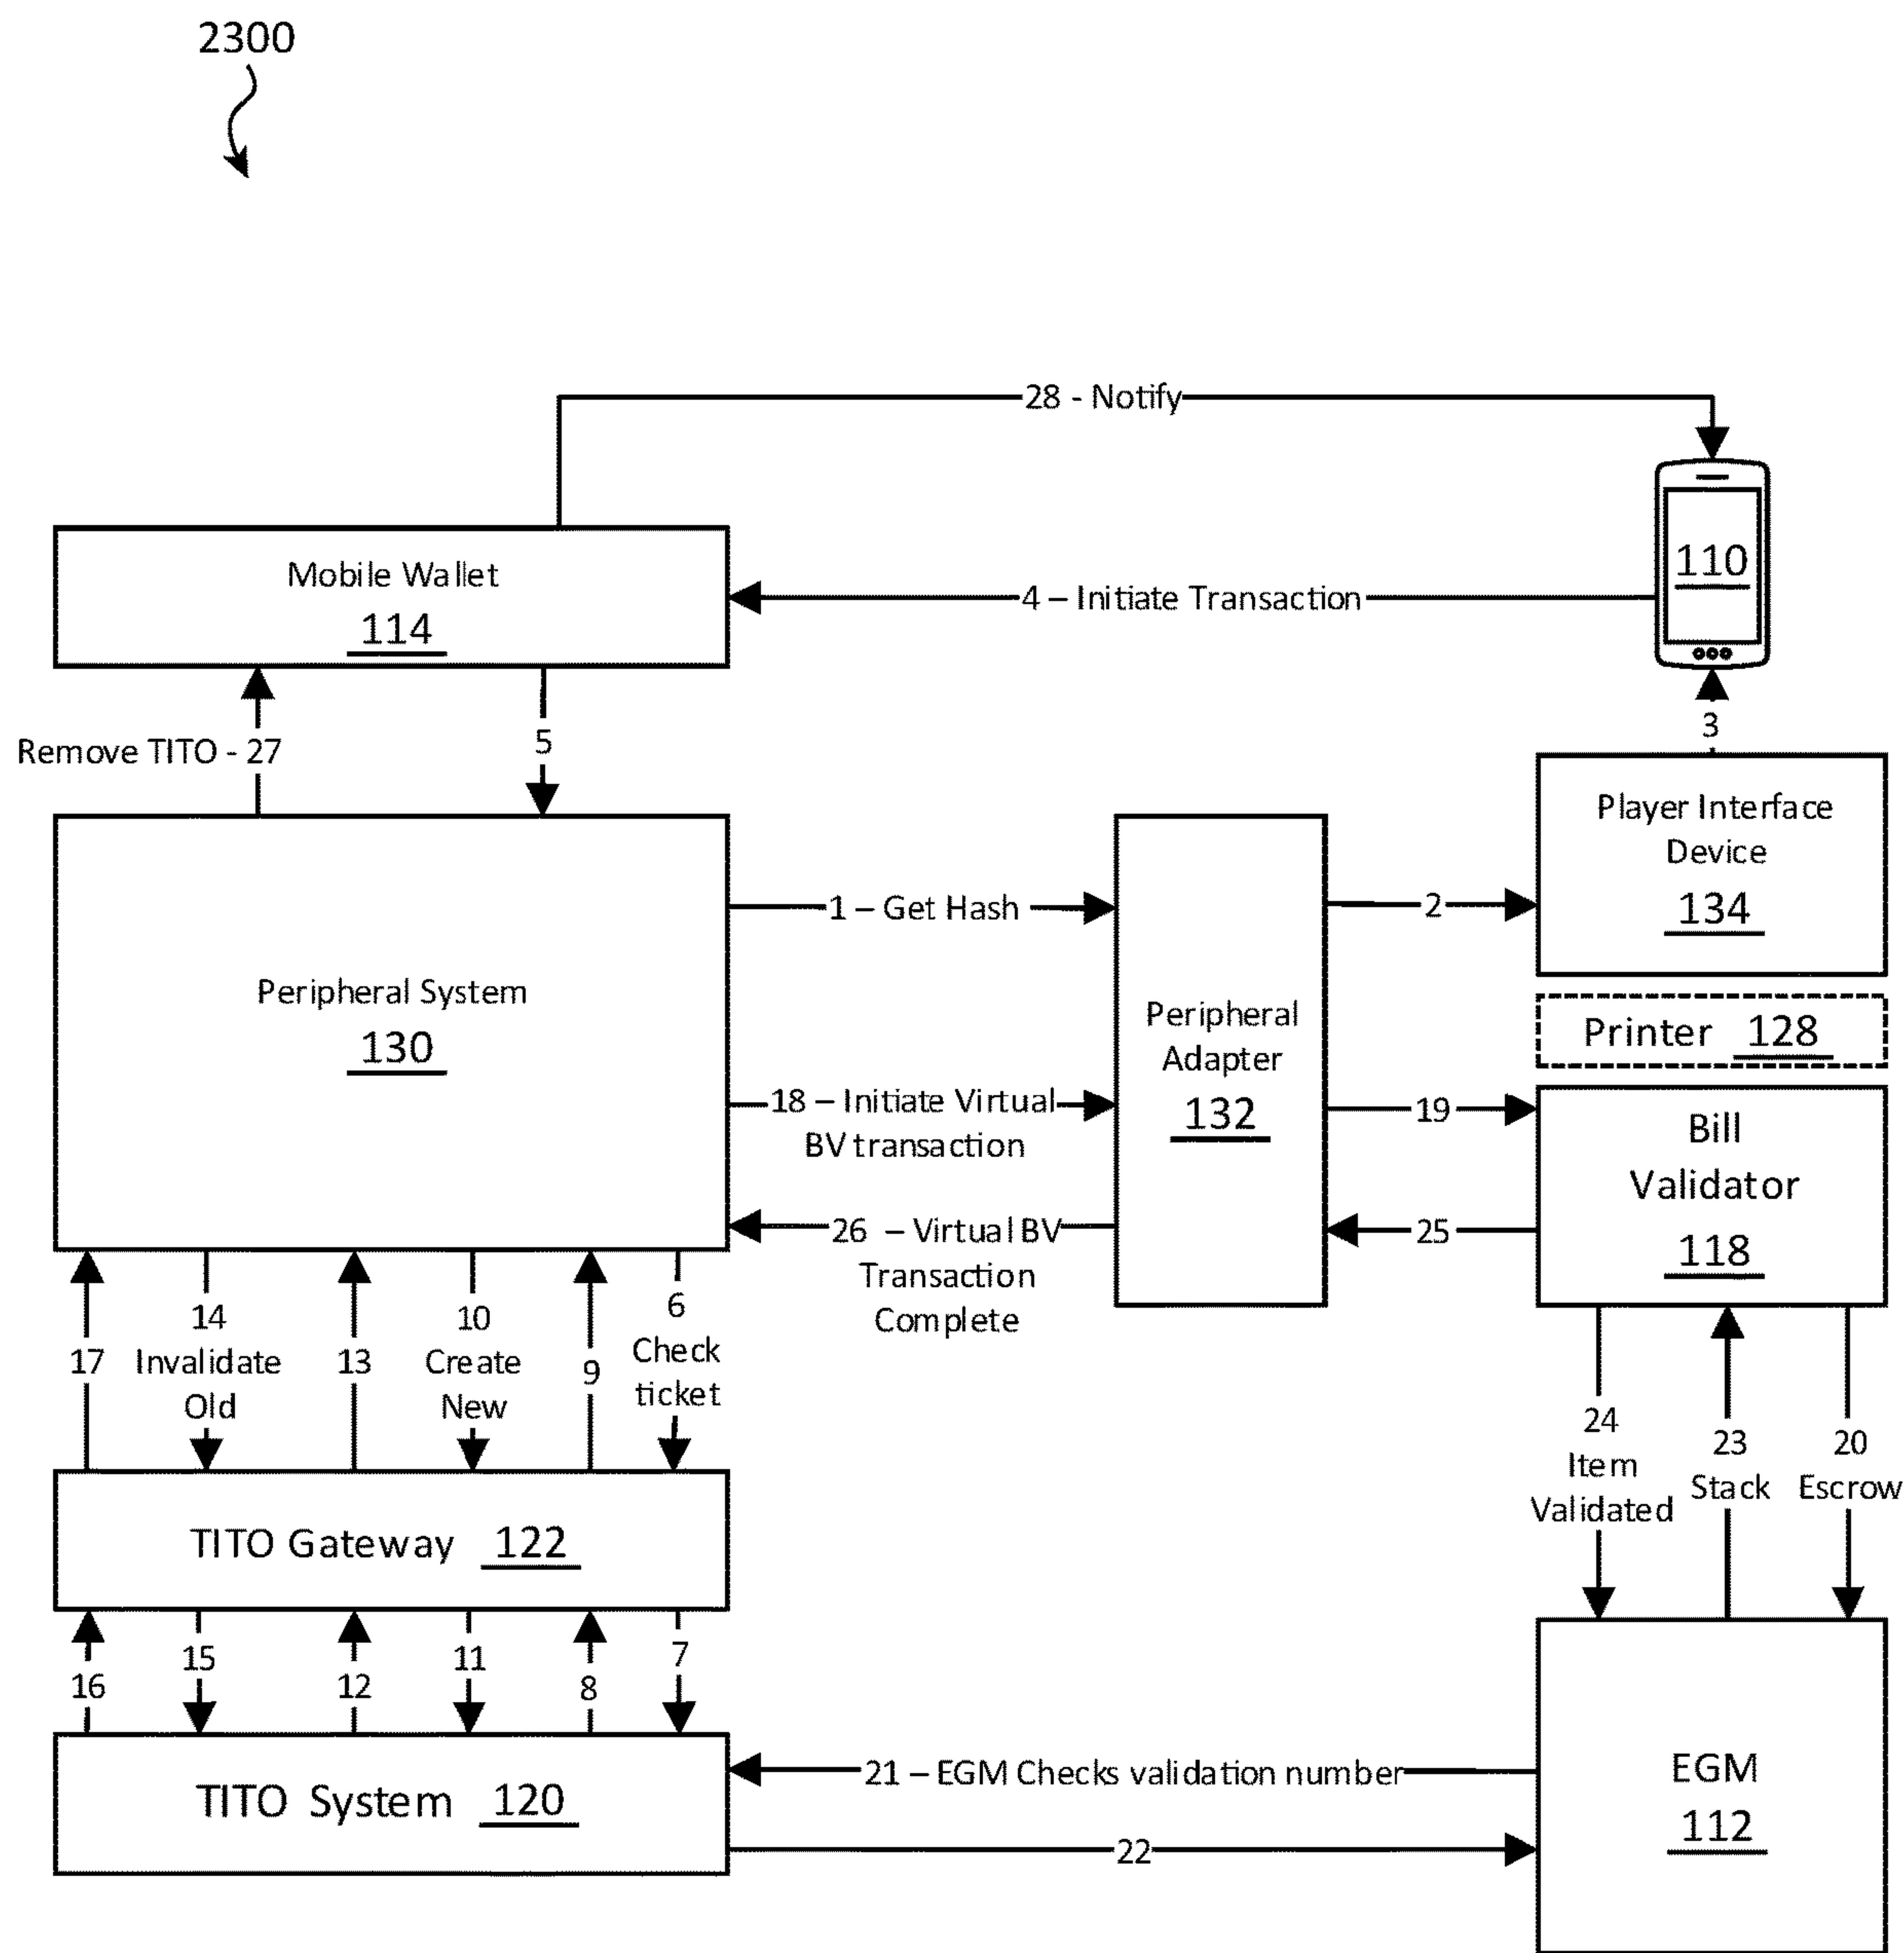 2300
28 - Notify
Mobile Wallet
114
4 – Initiate Transaction
110
Remove TITO - 27
5
3
Player Interface
Device
134
1 – Get Hash
2
Peripheral System
130
Peripheral
Adapter
132
Printer 128
18 – Initiate Virtual
BV transaction
19
Bill
Validator
118
26 – Virtual BV
Transaction
Complete
25
17
14
Invalidate
Old
13
10
Create
New
9
6
Check
ticket
24
Item
Validated
23
Stack
20
Escrow
TITO Gateway 122
16
15
12
11
8
7
TITO System 120
21 – EGM Checks validation number
22
EGM
112